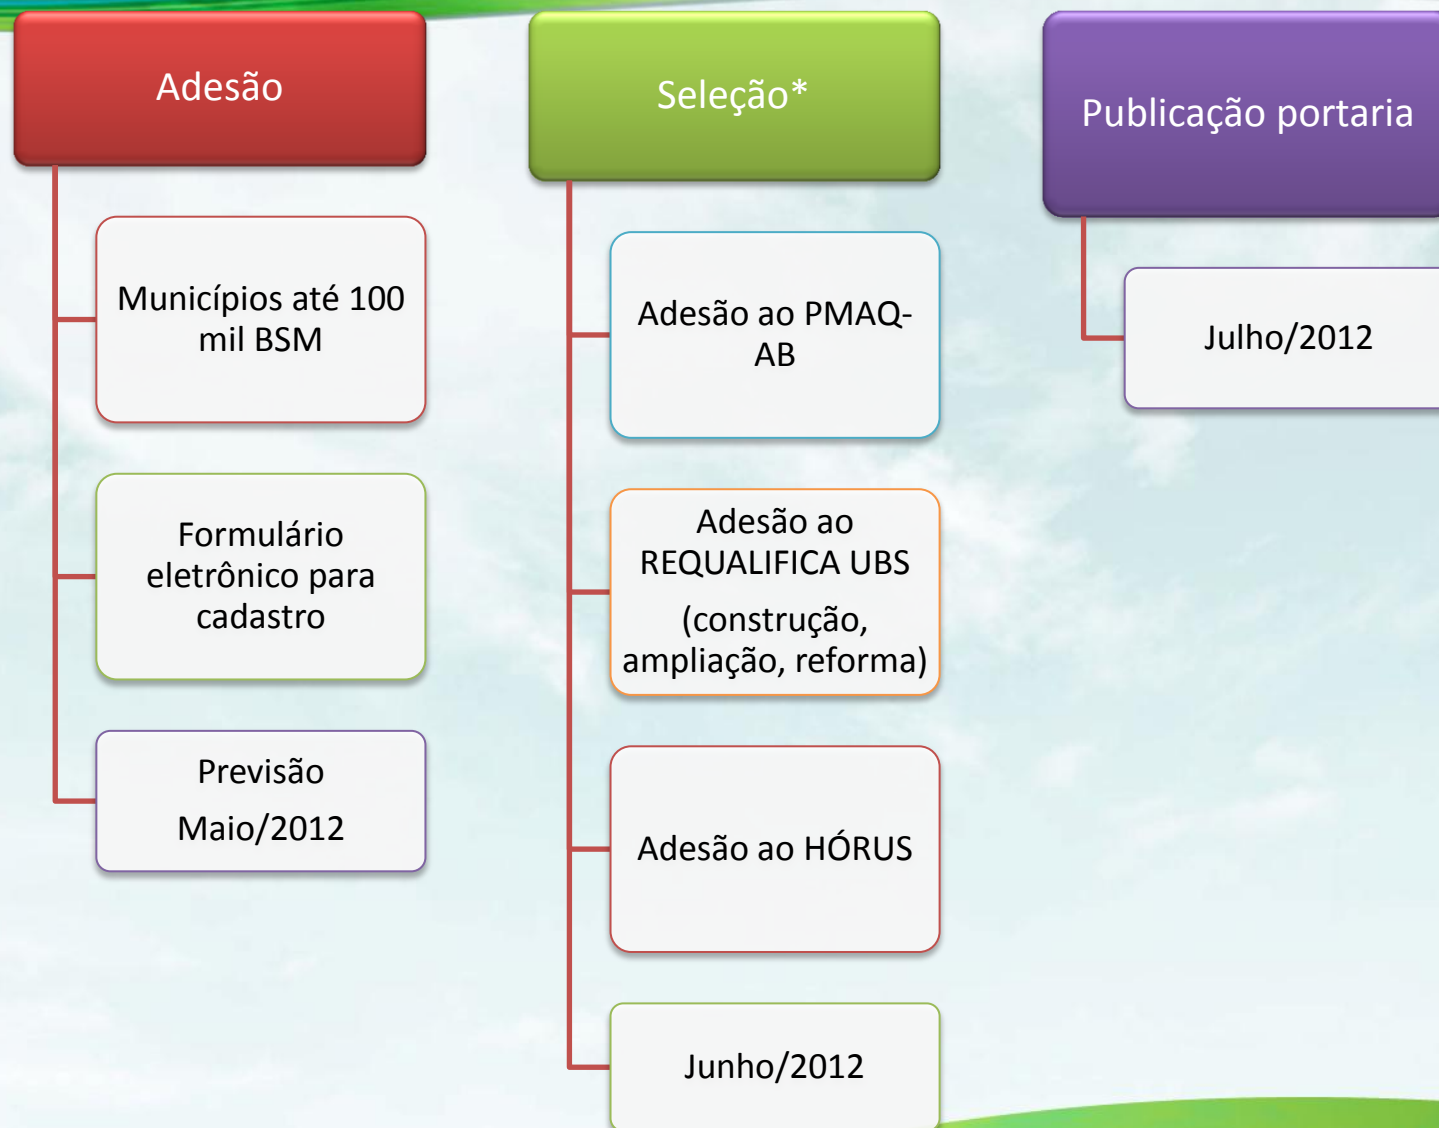 Adesão
Municípios até 100
mil BSM
Formulário
eletrônico para
cadastro
Previsão
Maio/2012
Seleção*
Adesão ao PMAQ-
AB
Adesão ao
REQUALIFICA UBS
(construção,
ampliação, reforma)
Adesão ao HÓRUS
Junho/2012
Publicação portaria
Julho/2012